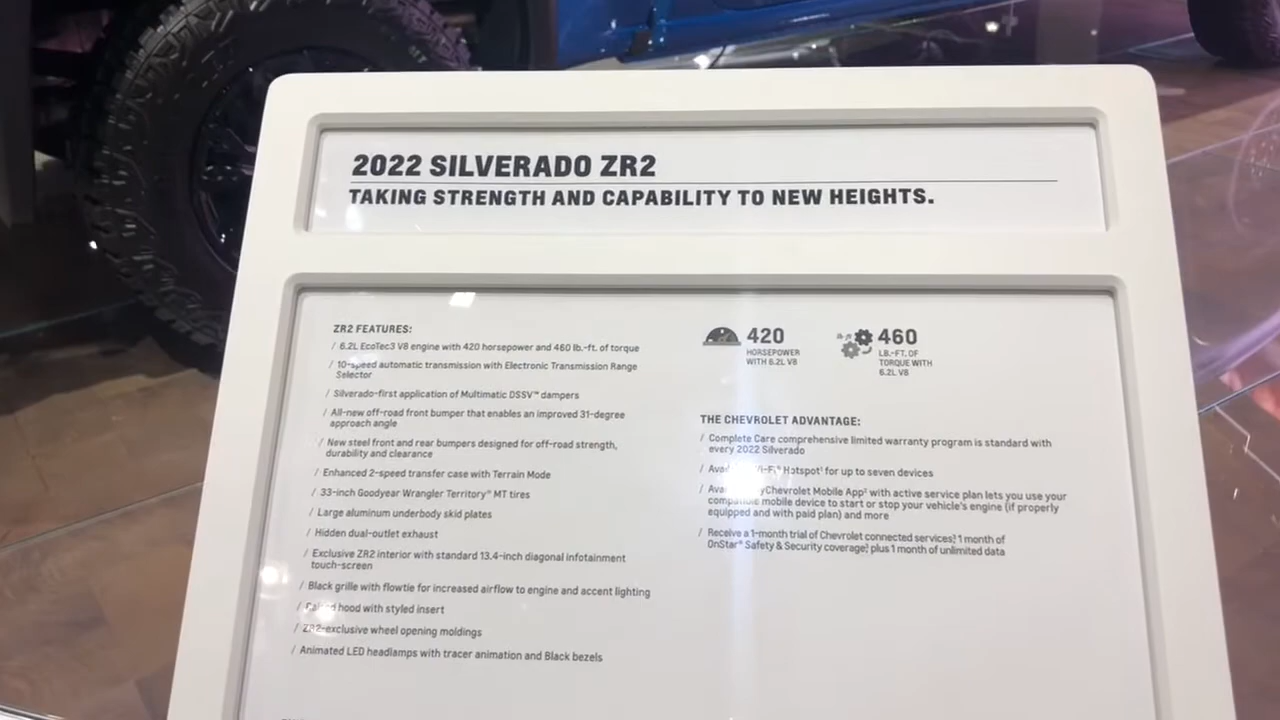 2022 SILVERADO ZR2
TAKING STRENGTH AND CAPABILITY TO NEW HEIGHTS.
ZR2 FEATURES:
/ 6.2L EcoTec3 V8 engine with 420 horsepower and 460 lb.-ft. of torque
/ 10-speed automatic transmission with Electronic Transmission Range
Selector
/ Silverado-first application of Multimatic DSSV™ dampers
/ All-new off-road front bumper that enables an improved 31-degree
approach angle
/ New steel front and rear bumpers designed for off-road strength,
durability and clearance
/ Enhanced 2-speed transfer case with Terrain Mode
/ 33-inch Goodyear Wrangler Territory® MT tires
/ Large aluminum underbody skid plates
/ Hidden dual-outlet exhaust
/ Exclusive ZR2 interior with standard 13.4-inch diagonal infotainment
touch-screen
/ Black grille with flowtie for increased airflow to engine and accent lighting
/ hood with styled insert
/ ZR2-exclusive wheel opening moldings
/ Animated LED headlamps with tracer animation and Black bezels
420
HORSEPOWER
WITH 6.2L V8
460
LB.-FT. OF
TORQUE WITH
6.2L V8
THE CHEVROLET ADVANTAGE:
/ Complete Care comprehensive limited warranty program is standard with
every 2022 Silverado
/ Hotspot¹ for up to seven devices
/ Mobile App² with active service plan lets you use your
compatible mobile device to start or stop your vehicle's engine (if properly
equipped and with paid plan) and more
/ Receive a 1-month trial of Chevrolet connected services,³ 1 month of
OnStar® Safety & Security coverage,³ plus 1 month of unlimited data